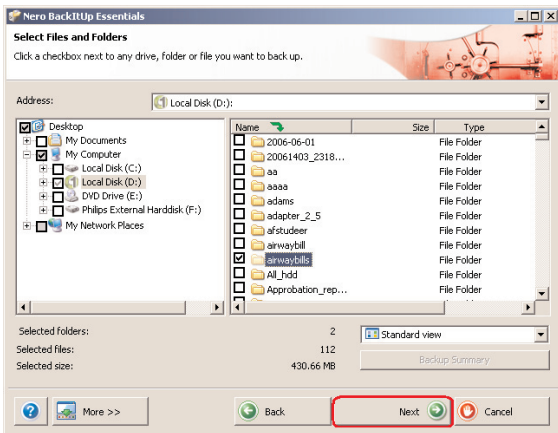 Nero BackItUp Essentials
Select Files and Folders
Click a checkbox next to any drive, folder or file you want to back up.
Address:
Local Disk (D:):
Desktop
My Documents
My Computer
Local Disk (C:)
Local Disk (D:)
DVD Drive (E:)
Philips External Harddisk (F:)
My Network Places
Name Size Type
2006-06-01 File Folder
20061403_2318... File Folder
aa File Folder
aaaa File Folder
adams File Folder
adapter_2_5 File Folder
afstudeer File Folder
airwaybill File Folder
airwaybills File Folder
All_hdd File Folder
Approbation_rep... File Folder
Selected folders: 2
Standard view
Selected files: 112
Selected size: 430.66 MB
Backup Summary
More >>
Back
Next
Cancel